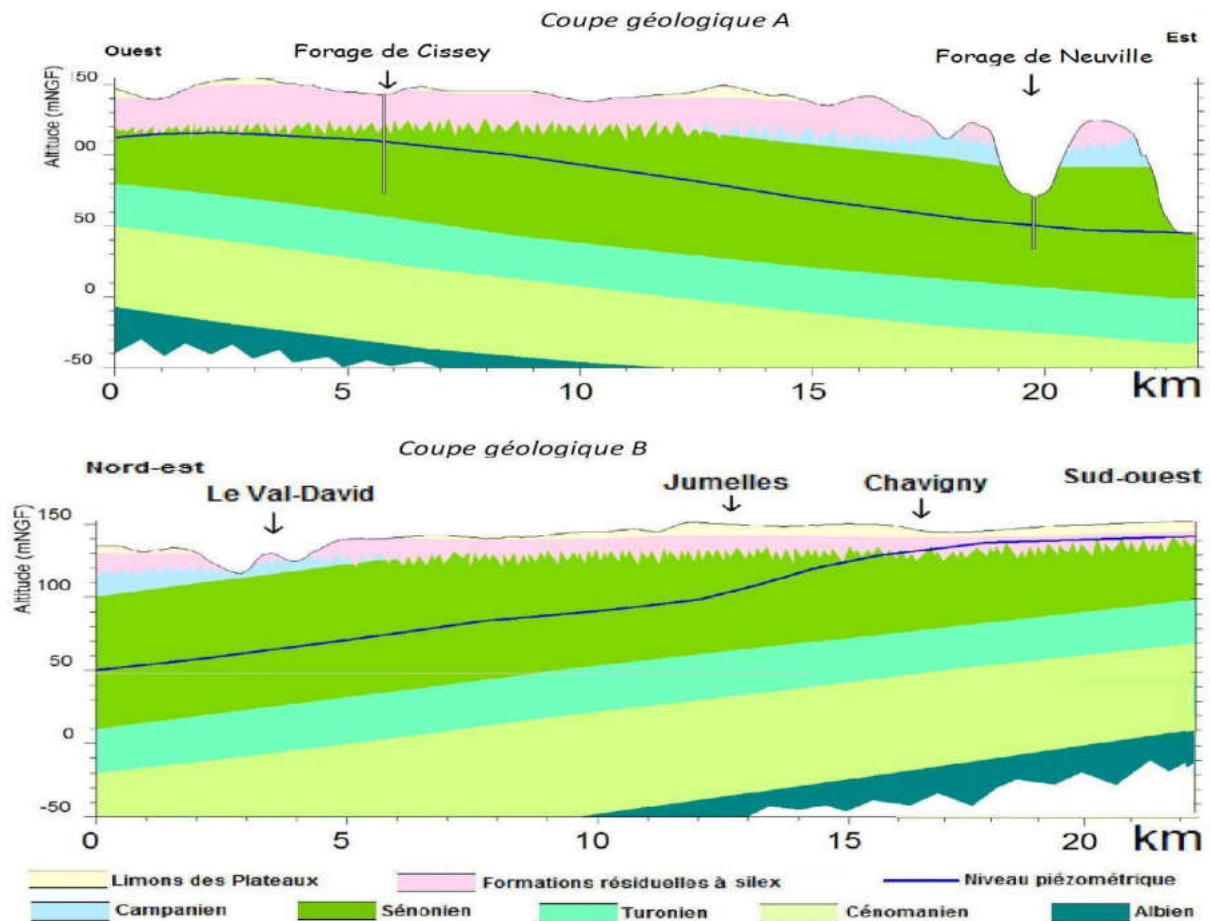 Coupe géologique A
Ouest
Est
Forage de Cissey
Forage de Neuville
Altitude (mNGF)
50
00
50
0
-50
0
5
10
15
20
km
Coupe géologique B
Nord-est
Sud-ouest
Le Val-David
Jumelles
Chavigny
Altitude (mNGF)
150
100
50
0
-50
0
5
10
15
20
km
Limons des Plateaux
Formations résiduelles à silex
Niveau piézométrique
Campanien
Sénonien
Turonien
Cénomanien
Albien